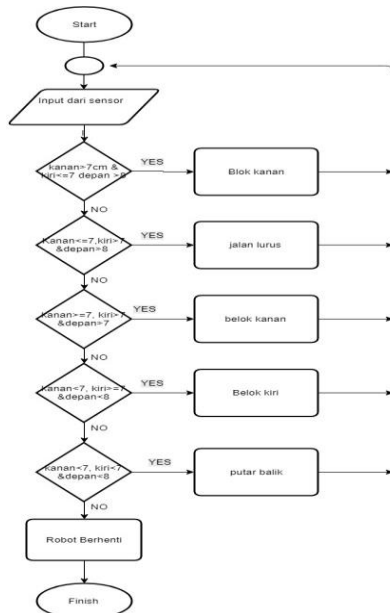 Start
Input dari sensor
kanan>7cm &
kiri<=7 depan >8
YES
Blok kanan
NO
Kanan<=7,kiri>7
&depan>8
YES
jalan lurus
NO
Kanan>=7, kiri>7
&depan>7
YES
belok kanan
NO
Kanan<7, kiri>=7
&depan<8
YES
Belok kiri
NO
Kanan<7, kiri<7
&depan<8
YES
putar balik
NO
Robot Berhenti
Finish